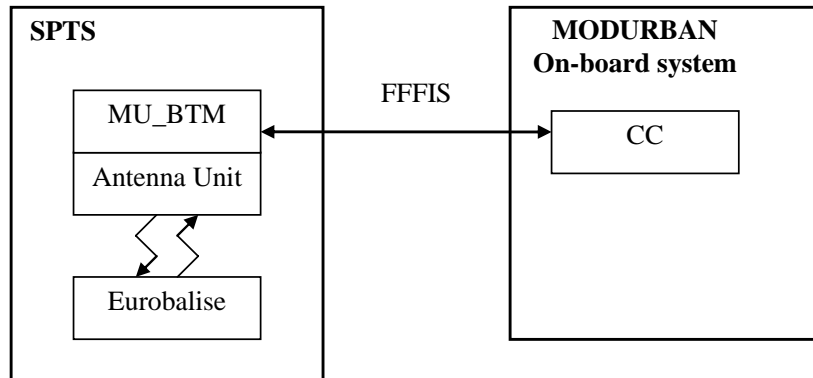 SPTS
MU_BTM
Antenna Unit
Eurobalise
FFFIS
MODURBAN
On-board system
CC